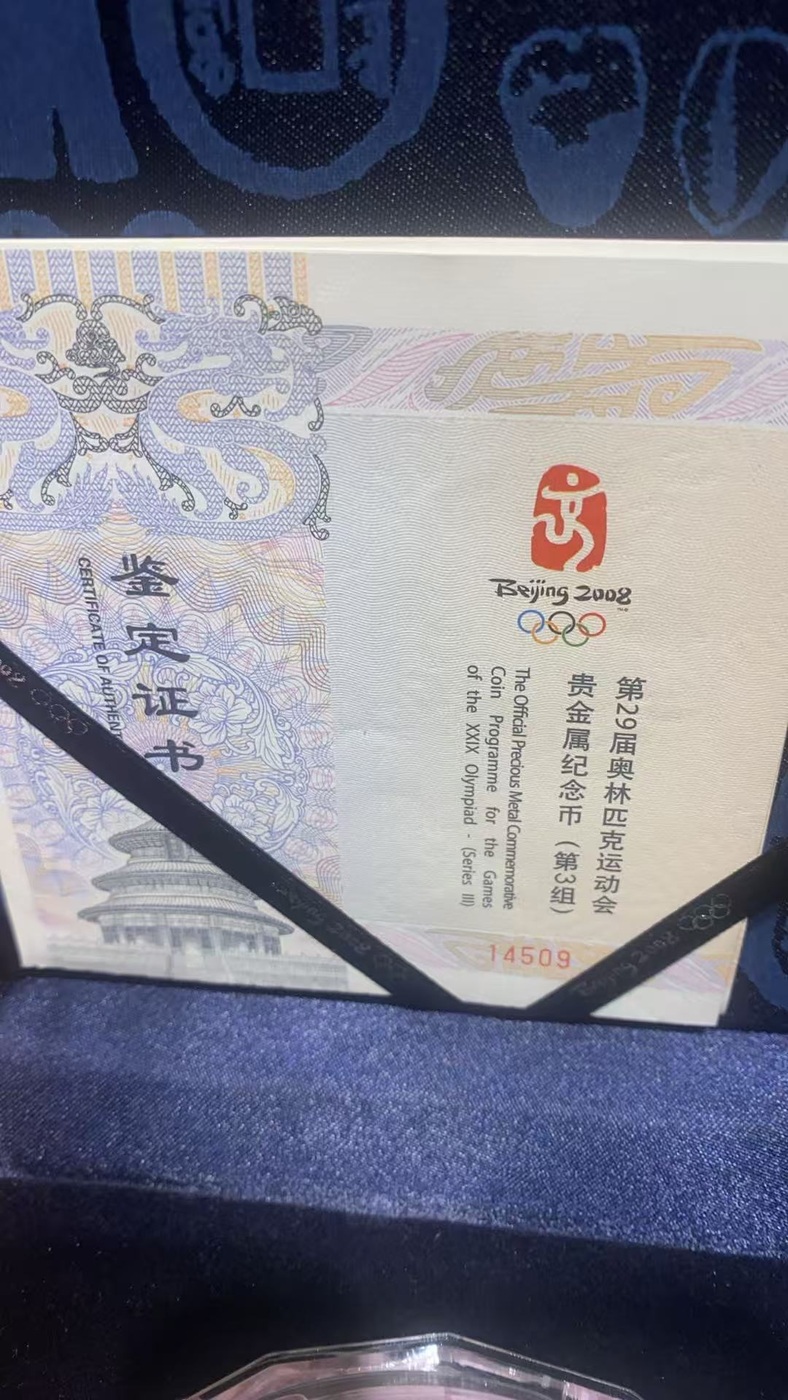 鉴定证书
CERTIFICATE OF AUTHENT
Beijing 2008
第29届奥林匹克运动会
贵金属纪念币（第3组）
The Official Precious Metal Commemorative
Coin Programme for the Games
of the XXIX Olympiad - (Series III)
14509